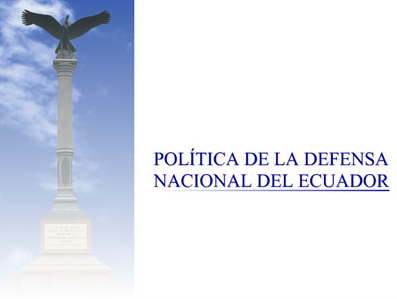 POLÍTICA DE LA DEFENSA
NACIONAL DEL ECUADOR